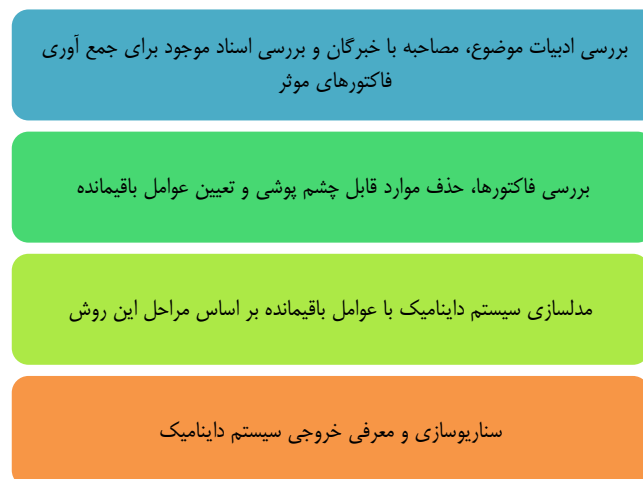 بررسی ادبیات موضوع، مصاحبه با خبرگان و بررسی اسناد موجود برای جمع آوری
فاکتورهای موثر
بررسی فاکتورها، حذف موارد قابل چشم پوشی و تعیین عوامل باقیمانده
مدلسازی سیستم داینامیک با عوامل باقیمانده بر اساس مراحل این روش
سناریوسازی و معرفی خروجی سیستم داینامیک